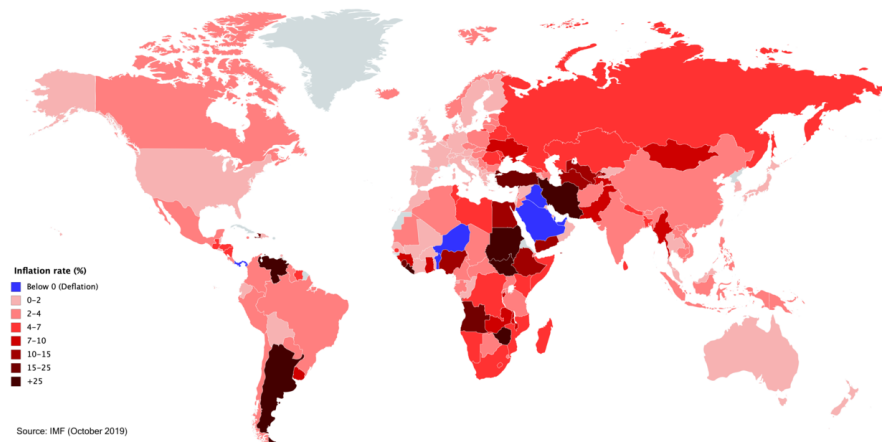 Inflation rate (%)
Below 0 (Deflation)
0-2
2-4
4-7
7-10
10-15
15-25
+25
Source: IMF (October 2019)